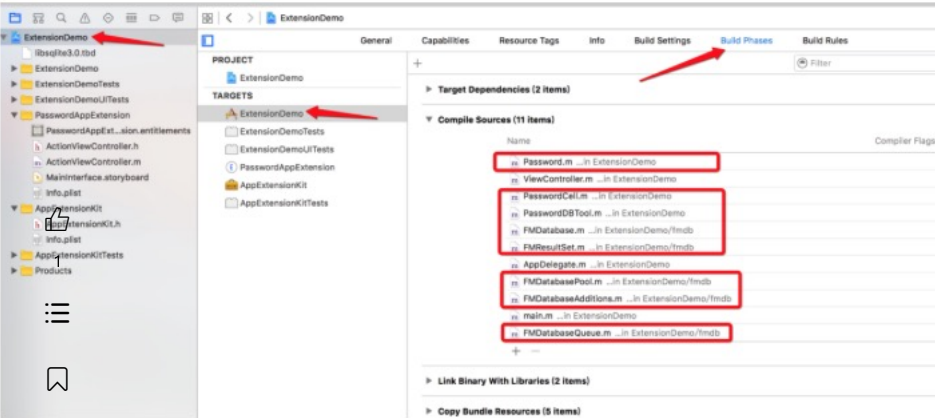 ExtensionDemo
ExtensionDemo
libsqlite3.0.tbd
ExtensionDemo
ExtensionDemoTests
ExtensionDemoUITests
PasswordAppExtension
PasswordAppExt...sion.entitlements
ActionViewController.h
ActionViewController.m
MainInterface.storyboard
Info.plist
AppExtensionKit
AppExtensionKit.h
Info.plist
AppExtensionKitTests
Products
1
PROJECT
ExtensionDemo
TARGETS
ExtensionDemo
ExtensionDemoTests
ExtensionDemoUITests
PasswordAppExtension
AppExtensionKit
AppExtensionKitTests
General Capabilities Resource Tags Info Build Settings Build Phases Build Rules
+ Filter
Target Dependencies (2 items)
Compile Sources (11 items)
Name Compiler Flags
Password.m ...in ExtensionDemo
ViewController.m ...in ExtensionDemo
PasswordCell.m ...in ExtensionDemo
PasswordDBTool.m ...in ExtensionDemo
FMDatabase.m ...in ExtensionDemo/fmdb
FMResultSet.m ...in ExtensionDemo/fmdb
AppDelegate.m ...in ExtensionDemo
FMDatabasePool.m ...in ExtensionDemo/fmdb
FMDatabaseAdditions.m ...in ExtensionDemo/fmdb
main.m ...in ExtensionDemo
FMDatabaseQueue.m ...in ExtensionDemo/fmdb
+ −
Link Binary With Libraries (2 items)
Copy Bundle Resources (5 items)